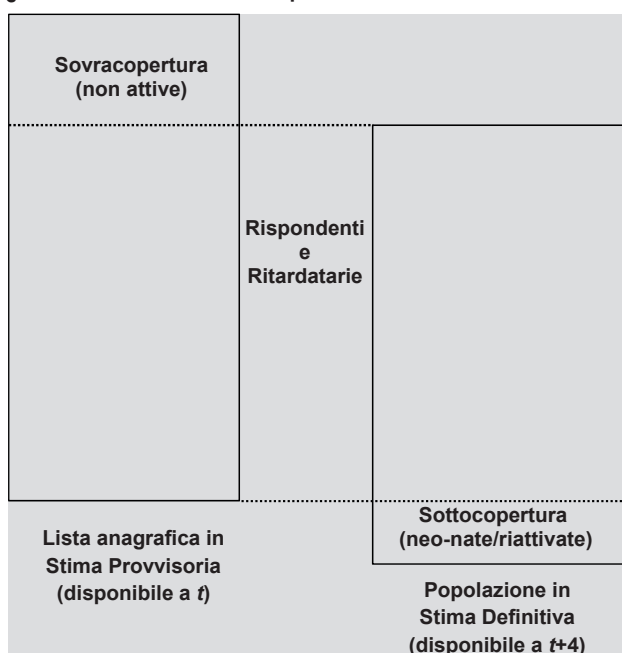 Sovracopertura
(non attive)
Rispondenti
e
Ritardatarie
Lista anagrafica in
Stima Provvisoria
(disponibile a t)
Sottocopertura
(neo-nate/riattivate)
Popolazione in
Stima Definitiva
(disponibile a t+4)